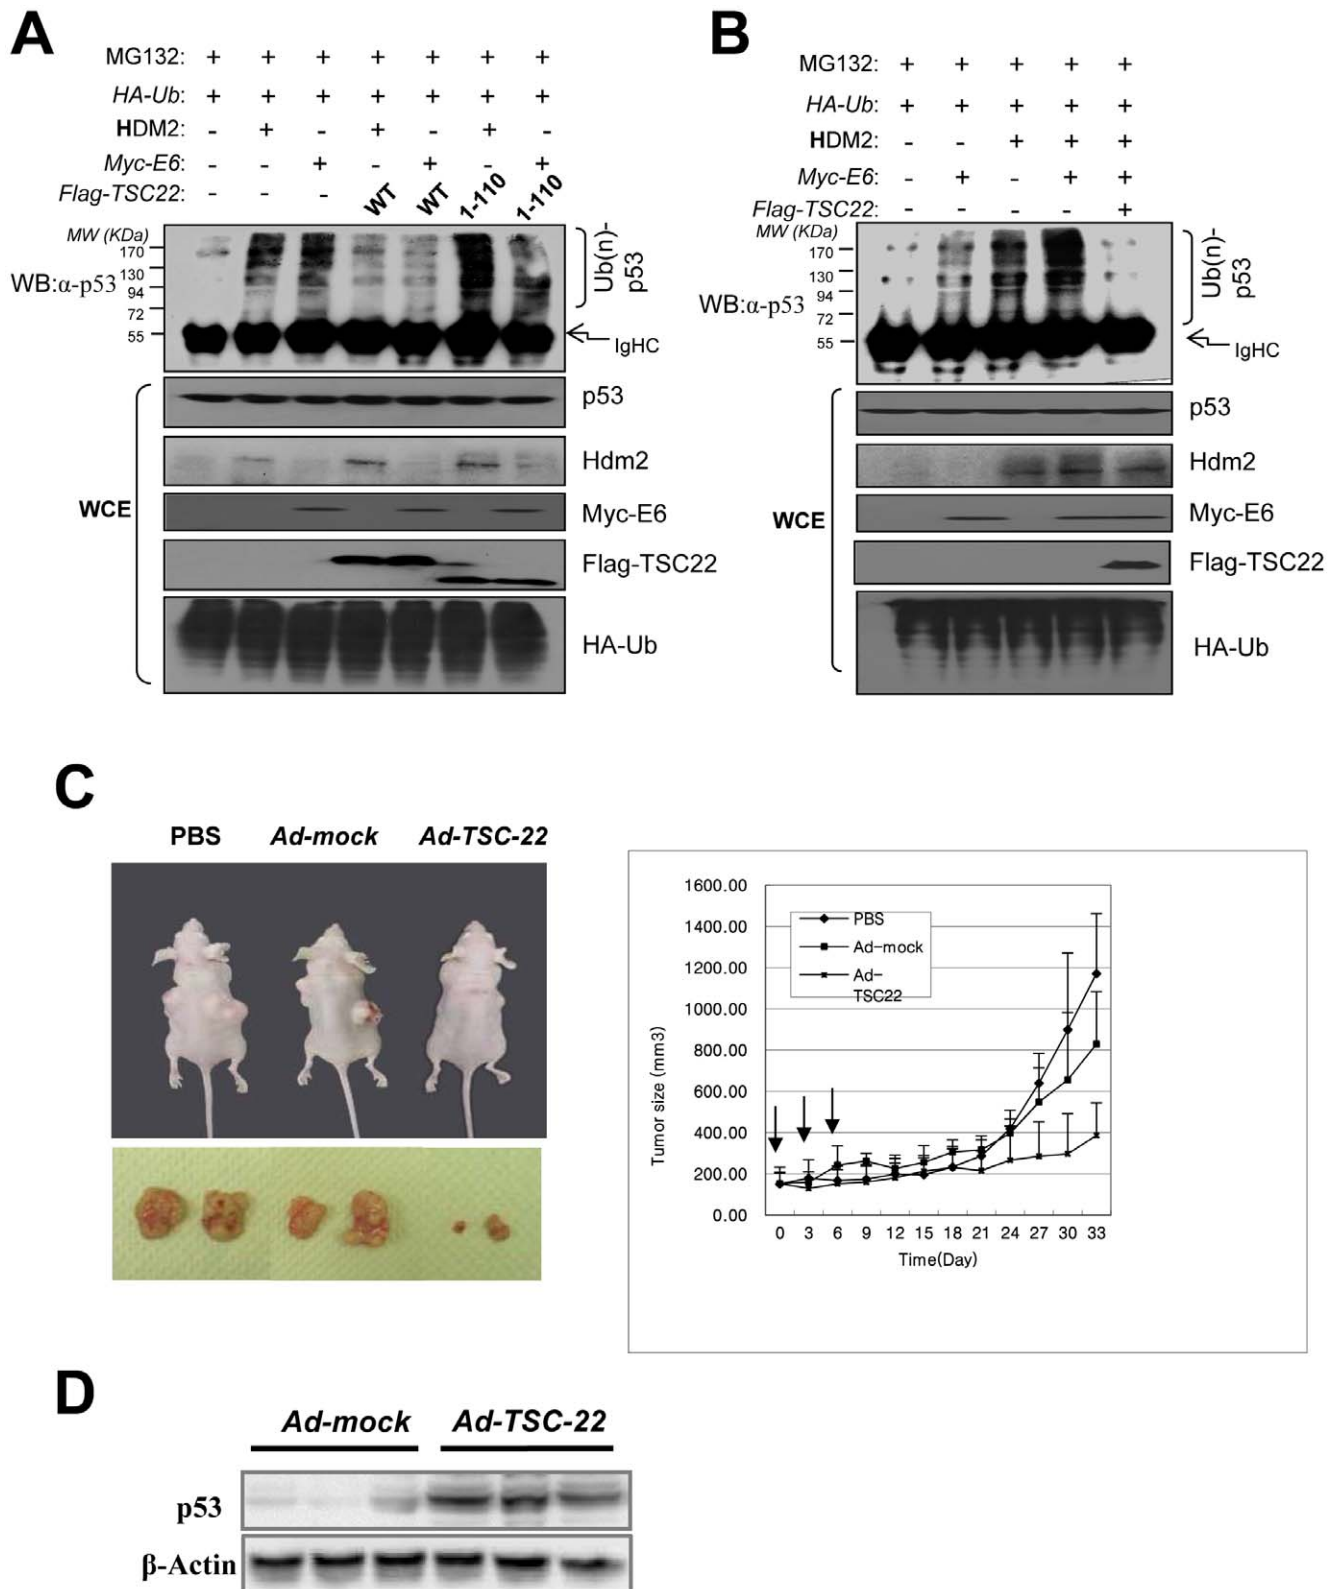 A
MG132: + + + + + + +
HA-Ub: + + + + + + +
HDM2: - + - + - + -
Myc-E6: - - + - + - +
Flag-TSC22: - - - WT WT 1-110 1-110
MW (KDa)
170
130
94
72
55
WB:α-p53
Ub(n)-
p53
IgHC
WCE
p53
Hdm2
Myc-E6
Flag-TSC22
HA-Ub
B
MG132: + + + + +
HA-Ub: + + + + +
HDM2: - - + + +
Myc-E6: - + - + +
Flag-TSC22: - - - - +
MW (KDa)
170
130
94
72
55
WB:α-p53
Ub(n)-
p53
IgHC
WCE
p53
Hdm2
Myc-E6
Flag-TSC22
HA-Ub
C
PBS Ad-mock Ad-TSC-22
1600.00
1400.00
1200.00
1000.00
800.00
600.00
400.00
200.00
0.00
Tumor size (mm3)
PBS
Ad-mock
Ad-
TSC22
0 3 6 9 12 15 18 21 24 27 30 33
Time(Day)
D
Ad-mock Ad-TSC-22
p53
β-Actin